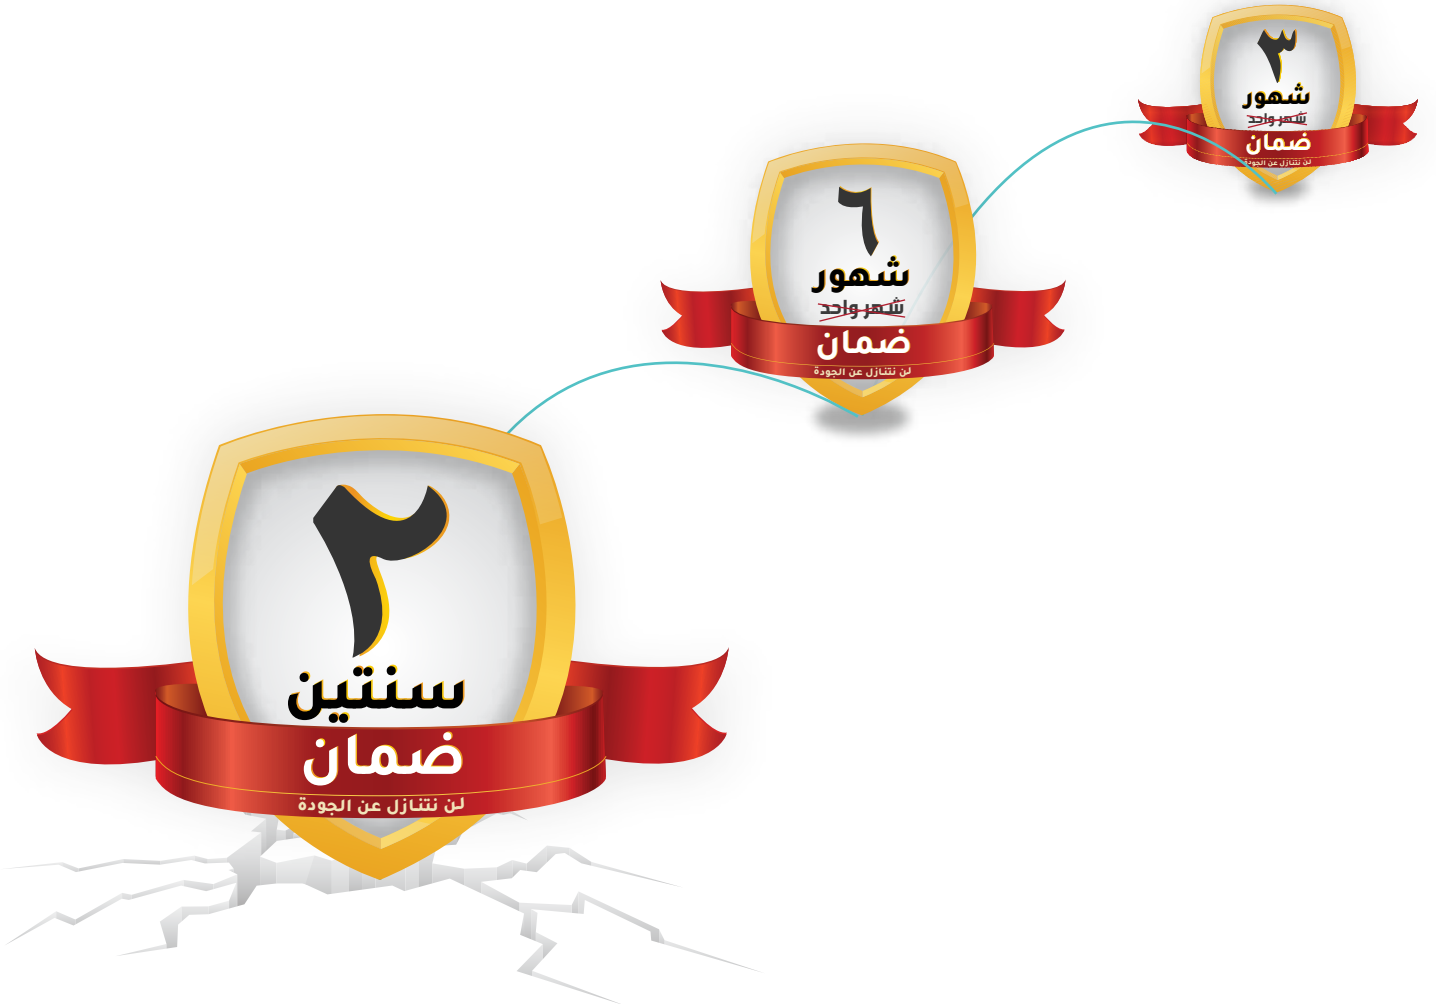 ٣
شهور
شهر واحد
ضمان
لن نتنازل عن الجودة
٦
شهور
شهر واحد
ضمان
لن نتنازل عن الجودة
٢
سنتين
ضمان
لن نتنازل عن الجودة